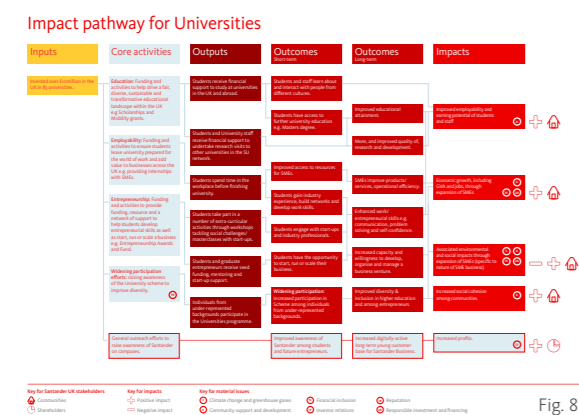 Impact pathway for Universities
Inputs
Core activities
Outputs
Outcomes
Short-term
Outcomes
Long-term
Impacts
UK in 85 universities.
Education: Funding and
activities to help drive a fair,
diverse, sustainable and
transformative educational
landscape within the UK
e.g Scholarships and
Mobility grants.
Employability: Funding and
activities to ensure students
leave university prepared
for the world of work and add
value to businesses across the
UK e.g. providing internships
with SMEs.
Entrepreneurship: Funding
and activities to provide
funding, resource and a
network of support to
help students develop
entrepreneurial skills as well
as start, run or scale a business
e.g. Entrepreneurship Awards
and Fund.
Widening participation
efforts: raising awareness
of the University scheme to
improve diversity.
General outreach efforts to
raise awareness of Santander
on campuses.
Students receive financial
support to study at universities
in the UK and abroad.
Students and University staff
receive financial support to
undertake research visits to
other universities in the SU
network.
Students spend time in the
workplace before finishing
university.
Students take part in a
number of extra-curricular
activities through workshops
tackling social challenges/
masterclasses with start-ups.
Students and graduate
entrepreneurs receive seed
funding, mentoring and
start-up support.
Individuals from
under-represented
backgrounds participate in
the Universities programme.
Students and staff learn about
and interact with people from
different cultures.
Students have access to
further university education
e.g. Masters degree.
Improved access to resources
for SMEs.
Students gain industry
experience, build networks and
develop work skills.
Students engage with start-ups
and industry professionals.
Students have the opportunity
to start, run or scale their
business.
Widening participation:
Increased participation in
Scheme among individuals
from under-represented
backgrounds.
Improved awareness of
Santander among students
and future entrepreneurs.
Improved educational
attainment.
More, and improved quality of,
research and development.
SMEs improve products/
services, operational efficiency.
Enhanced work/
entrepreneurial skills e.g.
communication, problem
solving and self-confidence.
Increased capacity and
willingness to develop,
organise and manage a
business venture.
Improved diversity &
inclusion in higher education
and among entrepreneurs.
Increased digitally-active
long-term young customer
base for Santander Business.
Improved employability and
earning potential of students
and staff
Economic growth, including
GVA and jobs, through
expansion of SMEs
Associated environmental
and social impacts through
expansion of SMEs (specific to
nature of SME business)
Increased social cohesion
among communities.
Increased profits.
Key for Santander UK stakeholders
Communities
Shareholders
Key for impacts
Positive impact
Negative impact
Key for material issues
Climate change and greenhouse gases
Community support and development
Financial inclusion
Investor relations
Reputation
Responsible investment and financing
Fig. 8